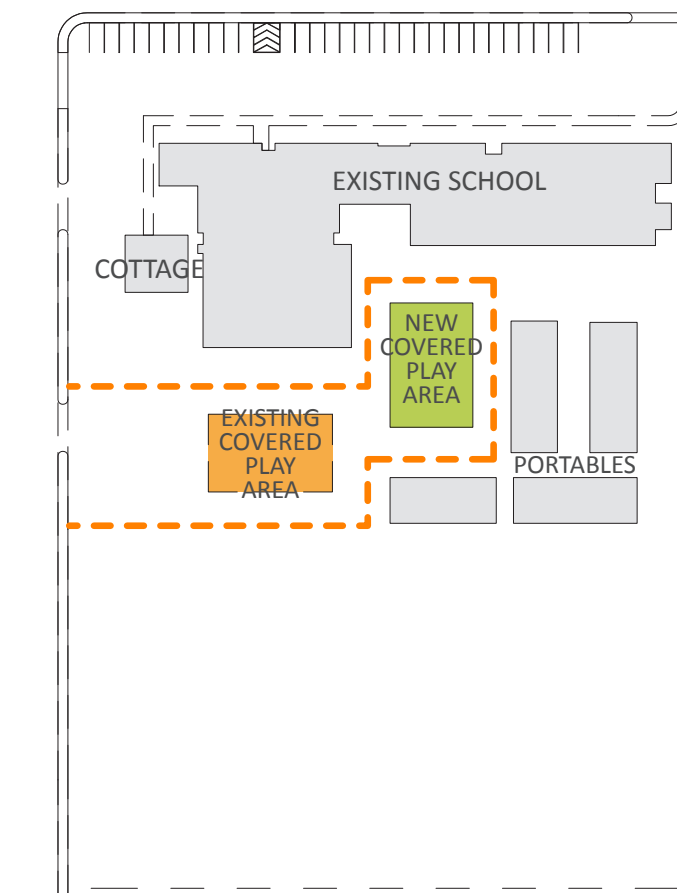 EXISTING SCHOOL
COTTAGE
NEW
COVERED
PLAY
AREA
EXISTING
COVERED
PLAY
AREA
PORTABLES